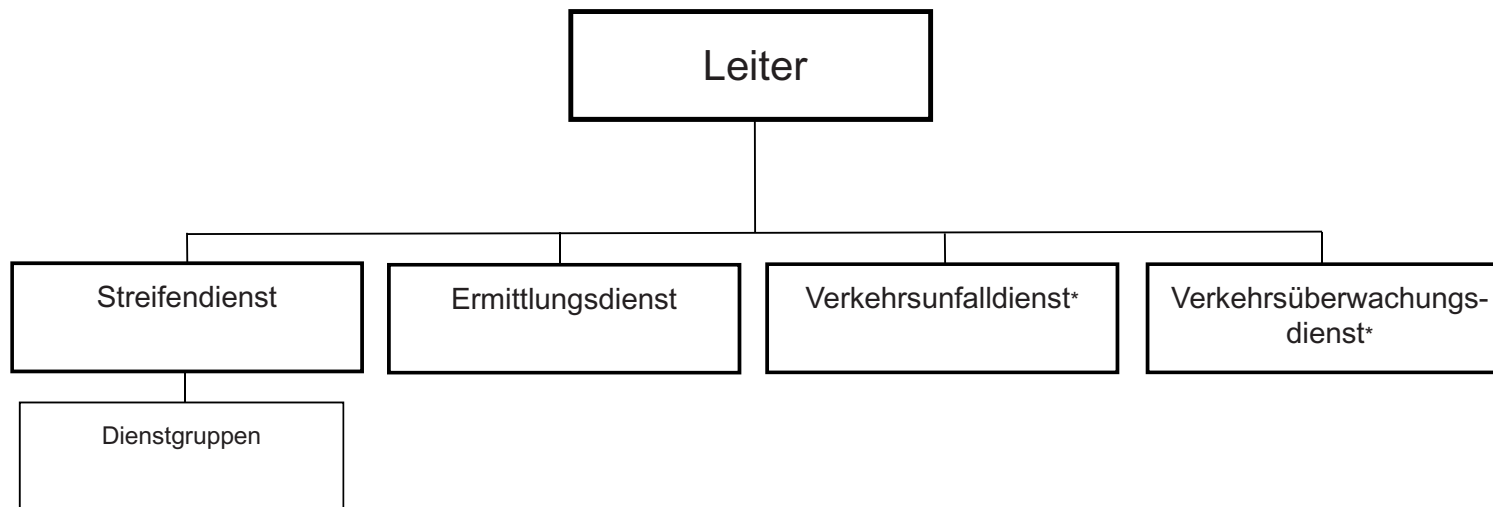 Leiter
Streifendienst
Ermittlungsdienst
Verkehrsunfalldienst*
Verkehrsüberwachungs-
dienst*
Dienstgruppen